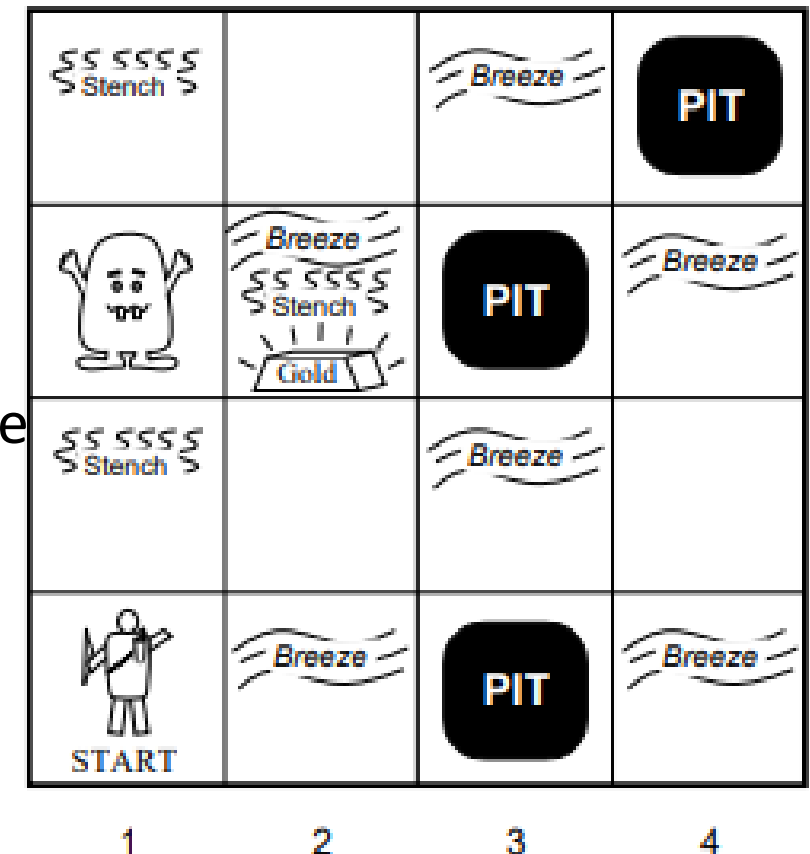 Stench
Breeze
PIT
Breeze
Stench
Gold
PIT
Breeze
e
Stench
Breeze
START
Breeze
PIT
Breeze
1 2 3 4